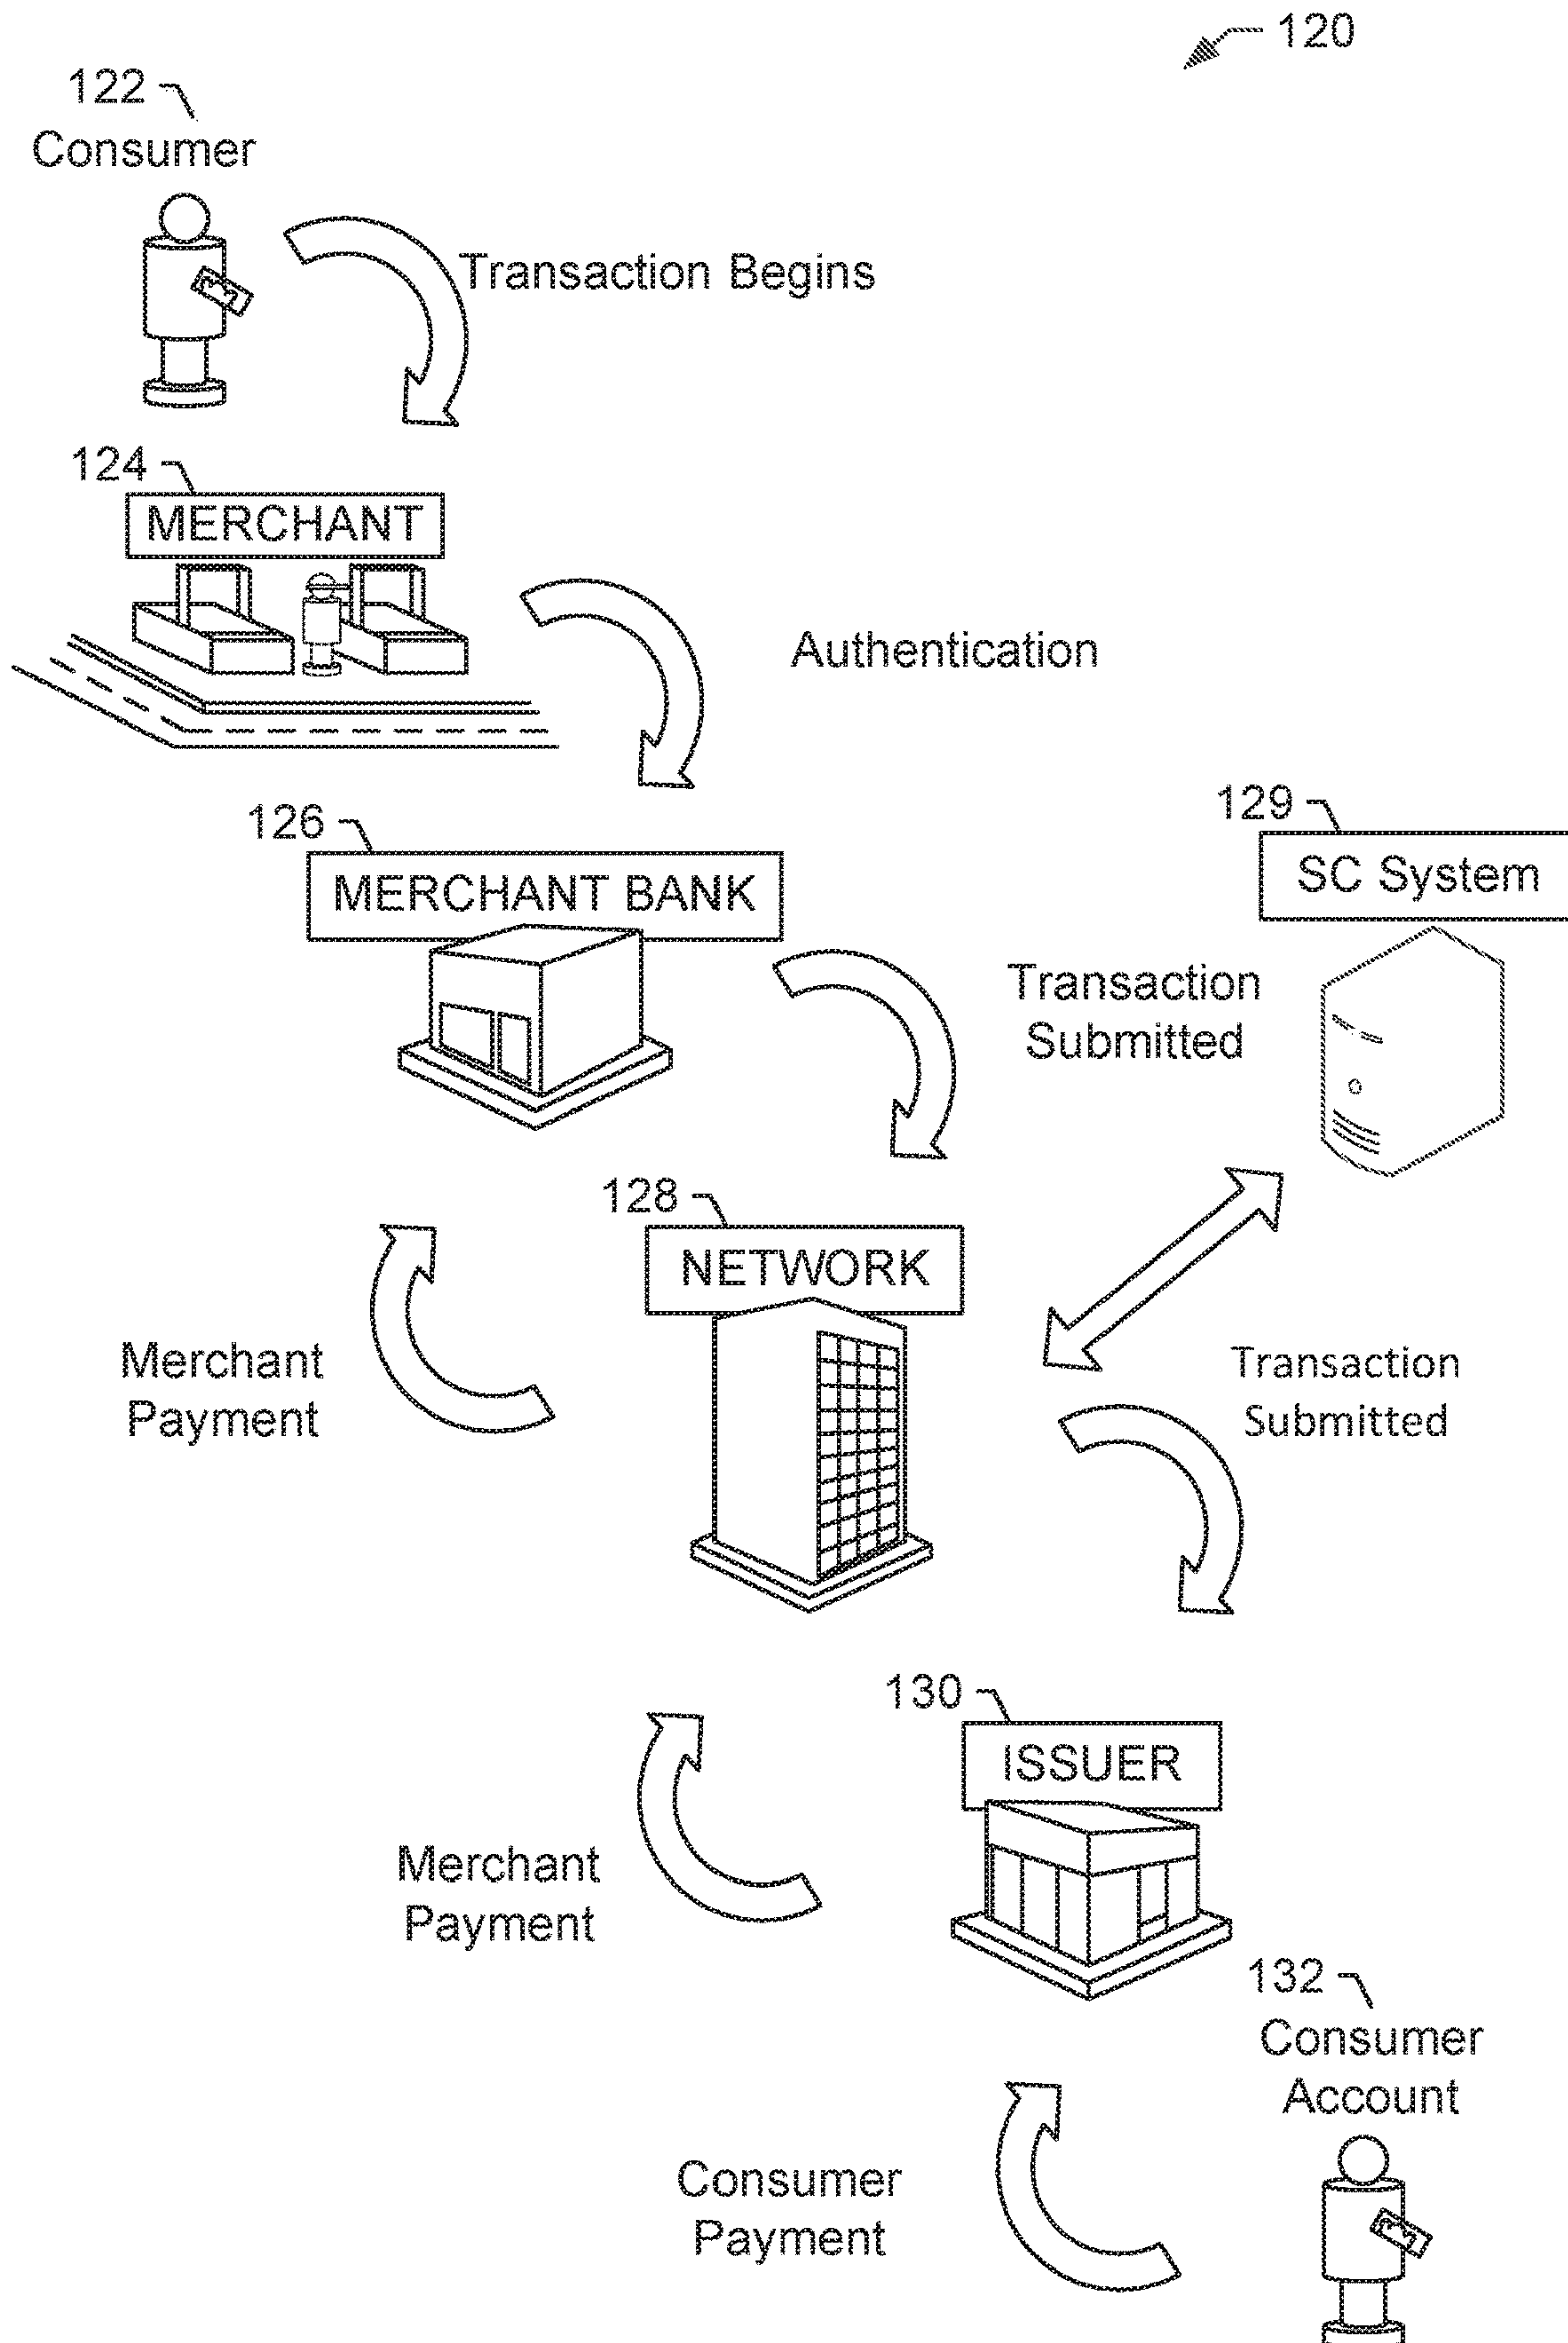 120
122
Consumer
Transaction Begins
124
MERCHANT
Authentication
126
MERCHANT BANK
129
SC System
Transaction
Submitted
128
NETWORK
Merchant
Payment
Transaction
Submitted
130
ISSUER
Merchant
Payment
132
Consumer
Account
Consumer
Payment